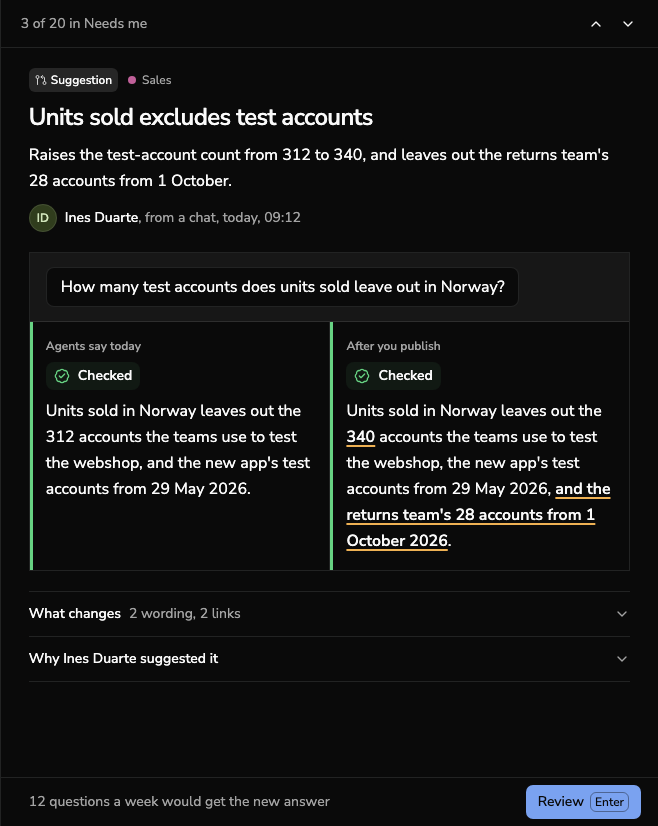 3 of 20 in Needs me
Suggestion
Sales
Units sold excludes test accounts
Raises the test-account count from 312 to 340, and leaves out the returns team's
28 accounts from 1 October.
ID
Ines Duarte, from a chat, today, 09:12
How many test accounts does units sold leave out in Norway?
Agents say today
Checked
Units sold in Norway leaves out the
312 accounts the teams use to test
the webshop, and the new app's test
accounts from 29 May 2026.
After you publish
Checked
Units sold in Norway leaves out the
340 accounts the teams use to test
the webshop, the new app's test
accounts from 29 May 2026, and the
returns team's 28 accounts from 1
October 2026.
What changes 2 wording, 2 links
Why Ines Duarte suggested it
12 questions a week would get the new answer
Review Enter